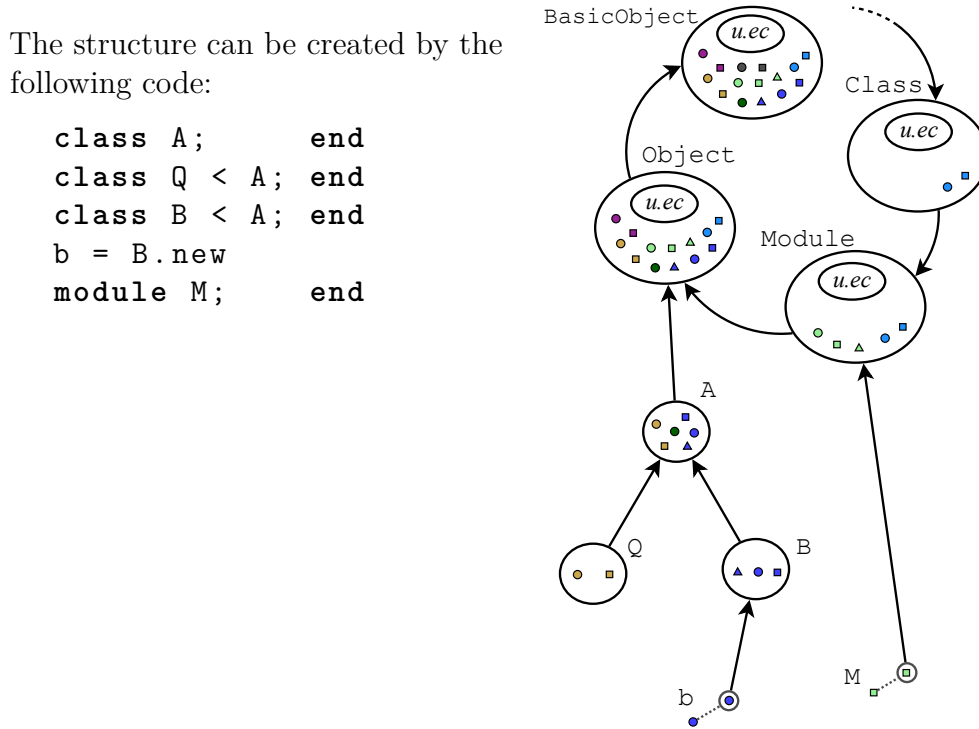 The structure can be created by the
following code:
class A; end
class Q < A; end
class B < A; end
b = B.new
module M; end
BasicObject
u.ec
Class
u.ec
Object
u.ec
Module
u.ec
A
Q
B
b
M